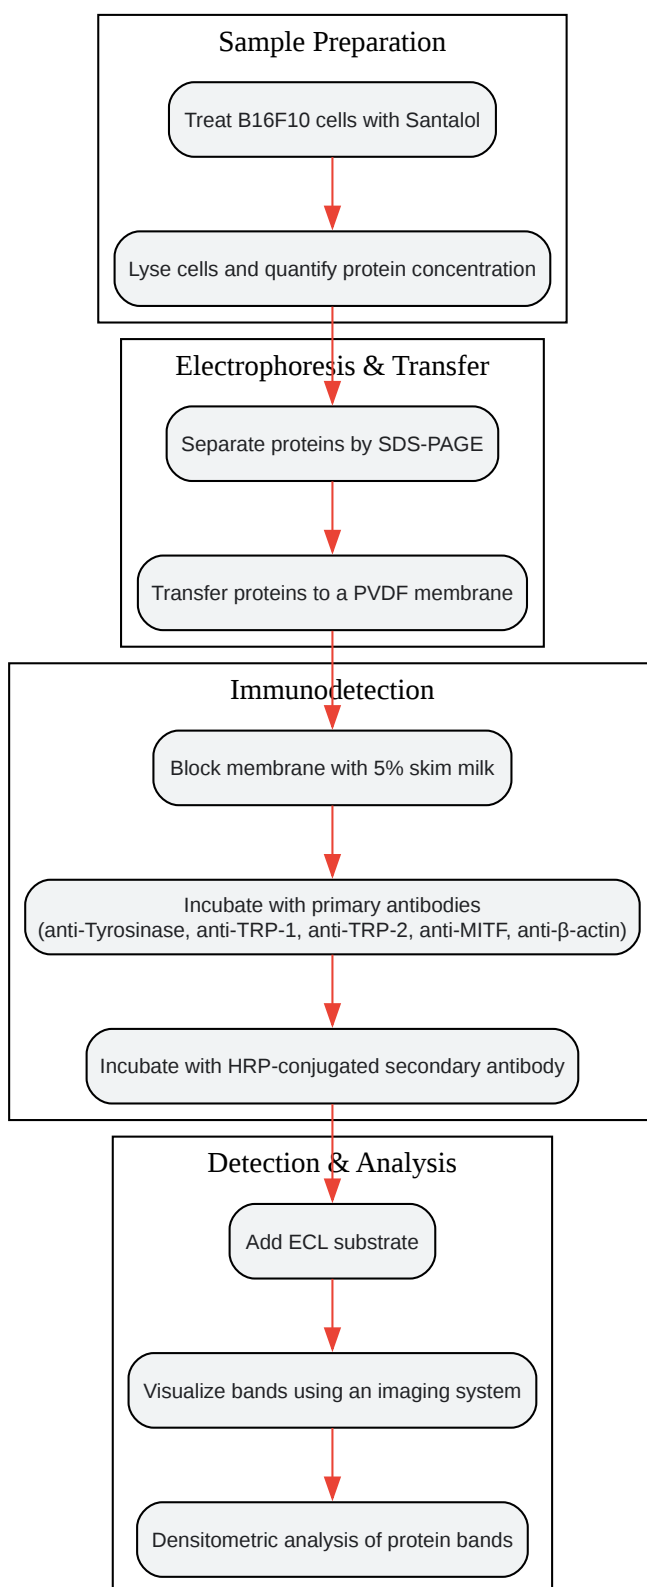 Sample Preparation
Treat B16F10 cells with Santalol
Lyse cells and quantify protein concentration
Electrophoresis & Transfer
Separate proteins by SDS-PAGE
Transfer proteins to a PVDF membrane
Immunodetection
Block membrane with 5% skim milk
Incubate with primary antibodies
(anti-Tyrosinase, anti-TRP-1, anti-TRP-2, anti-MITF, anti-β-actin)
Incubate with HRP-conjugated secondary antibody
Detection & Analysis
Add ECL substrate
Visualize bands using an imaging system
Densitometric analysis of protein bands